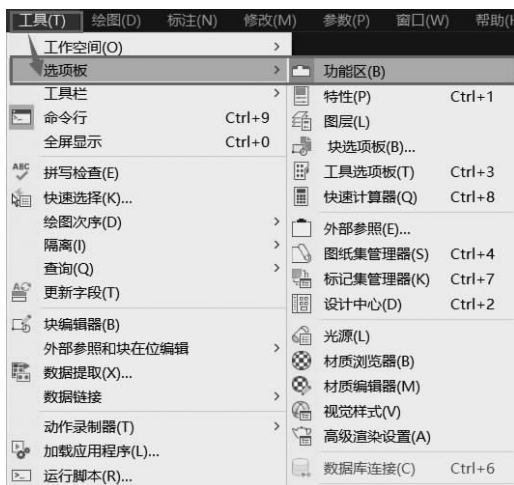 工具(T) 绘图(D) 标注(N) 修改(M) 参数(P) 窗口(W) 帮助(H
工作空间(O)
选项板
工具栏
命令行 Ctrl+9
全屏显示 Ctrl+0
ABC
拼写检查(E)
快速选择(K)...
绘图次序(D)
隔离(I)
查询(Q)
更新字段(T)
块编辑器(B)
外部参照和块在位编辑
数据提取(X)...
数据链接
动作录制器(T)
加载应用程序(L)...
运行脚本(R)...
功能区(B)
特性(P) Ctrl+1
图层(L)
块选项板(B)...
工具选项板(T) Ctrl+3
快速计算器(Q) Ctrl+8
外部参照(E)...
图纸集管理器(S) Ctrl+4
标记集管理器(K) Ctrl+7
设计中心(D) Ctrl+2
光源(L)
材质浏览器(B)
材质编辑器(M)
视觉样式(V)
高级渲染设置(A)
数据库连接(C) Ctrl+6